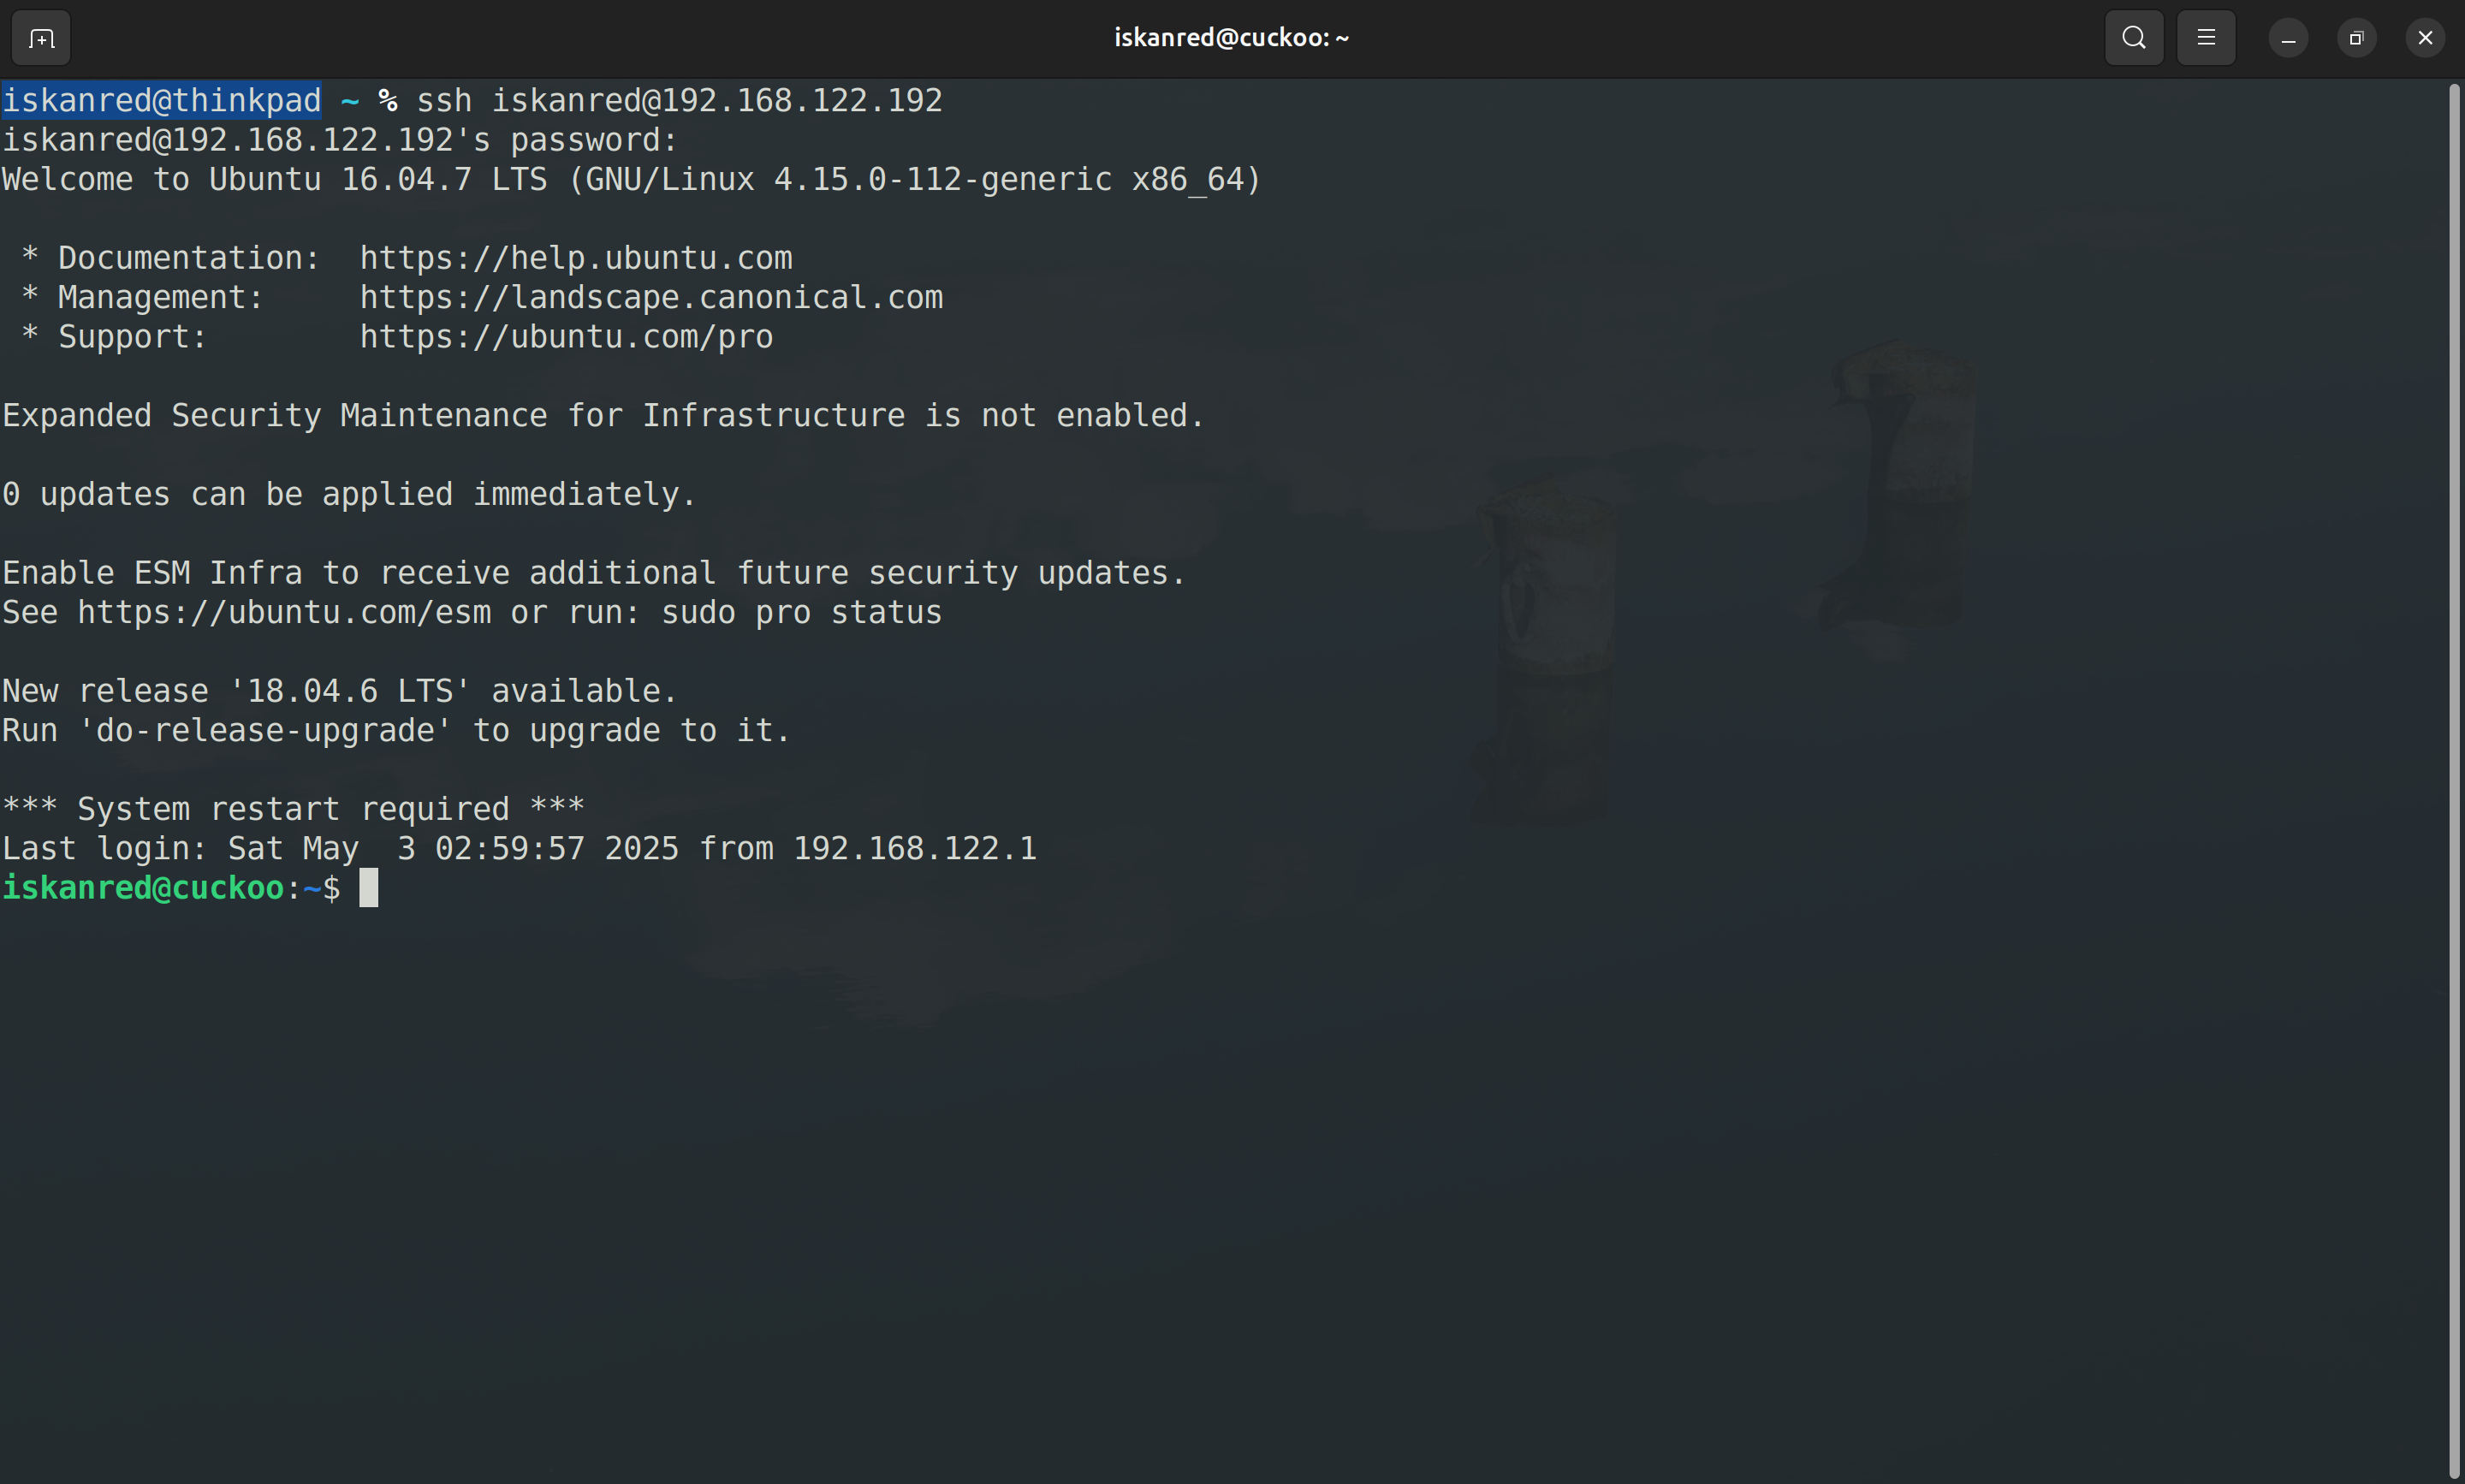 iskanred@cuckoo: ~
iskanred@thinkpad ~ % ssh iskanred@192.168.122.192
iskanred@192.168.122.192's password:
Welcome to Ubuntu 16.04.7 LTS (GNU/Linux 4.15.0-112-generic x86_64)

 * Documentation:  https://help.ubuntu.com
 * Management:     https://landscape.canonical.com
 * Support:        https://ubuntu.com/pro

Expanded Security Maintenance for Infrastructure is not enabled.

0 updates can be applied immediately.

Enable ESM Infra to receive additional future security updates.
See https://ubuntu.com/esm or run: sudo pro status

New release '18.04.6 LTS' available.
Run 'do-release-upgrade' to upgrade to it.

*** System restart required ***
Last login: Sat May  3 02:59:57 2025 from 192.168.122.1
iskanred@cuckoo:~$